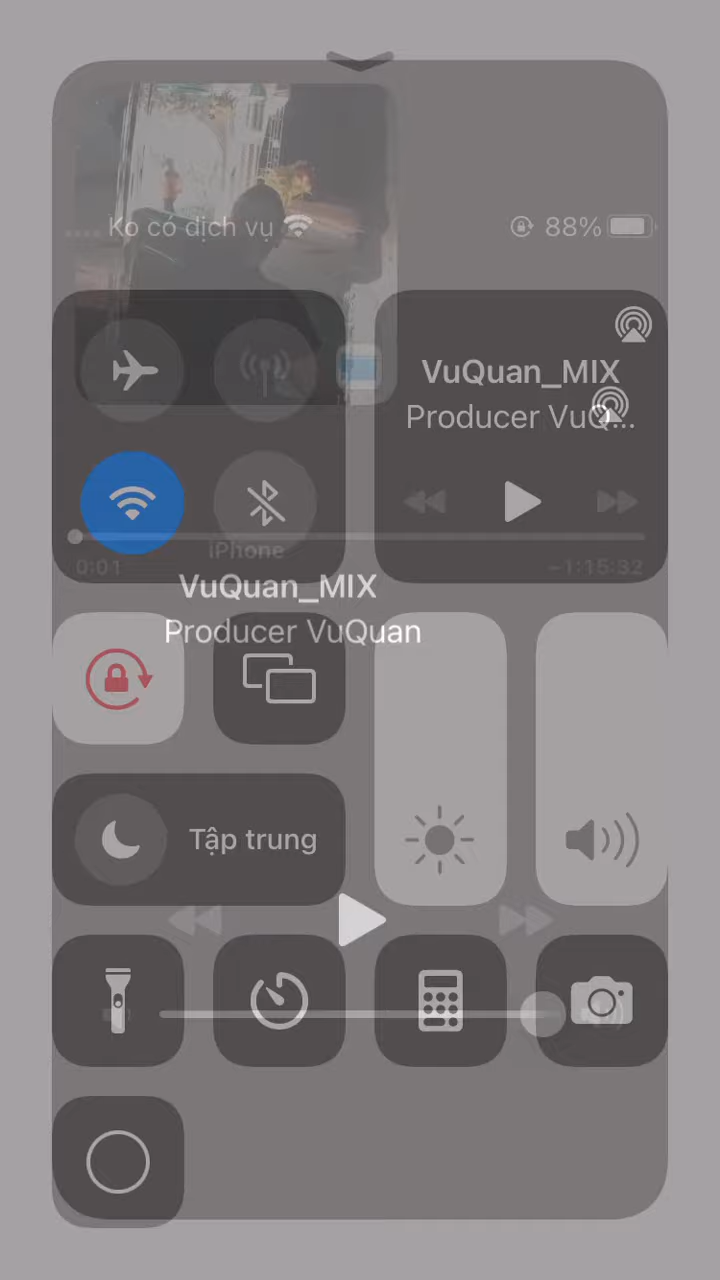 Ko có dịch vụ
88%
VuQuan_MIX
Producer VuQ...
iPhone
0:01
-1:15:32
VuQuan_MIX
Producer VuQuan
Tập trung